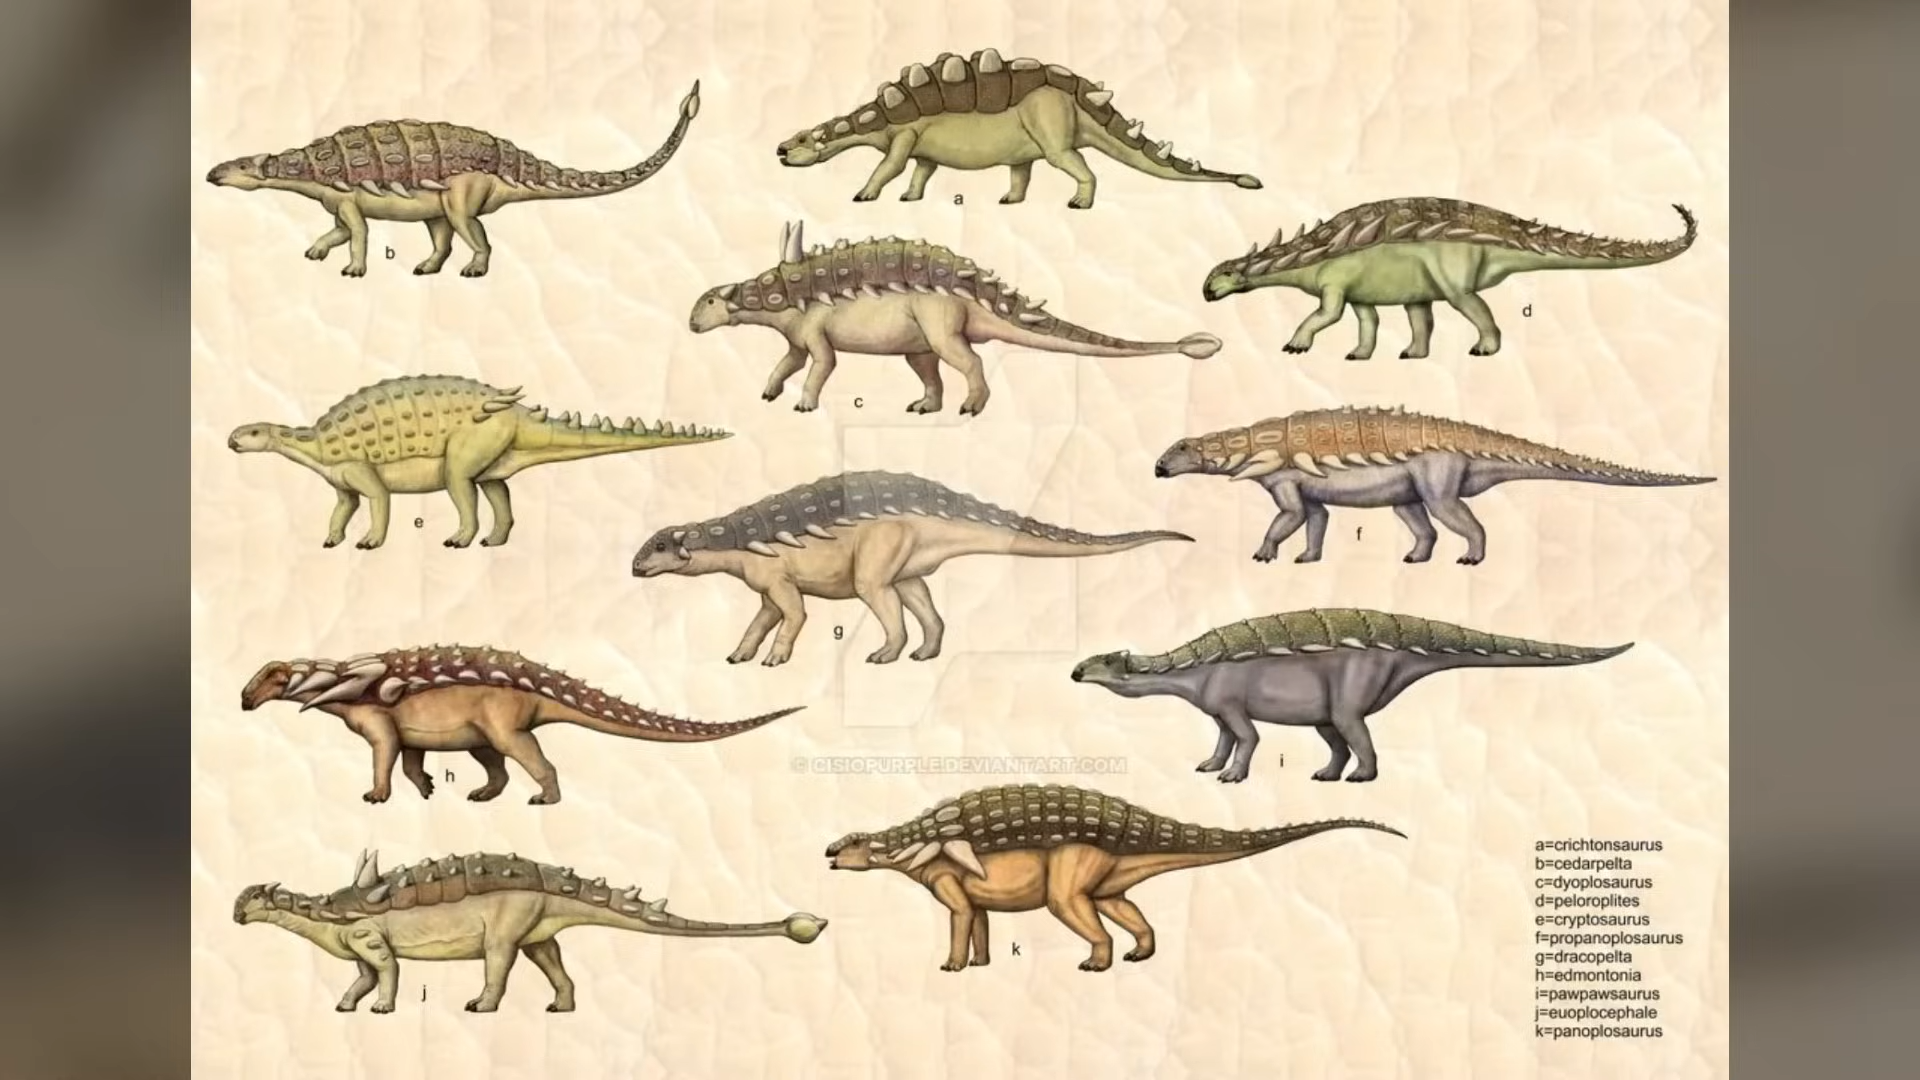 a
b
d
c
e
f
g
h
i
© CISIOPURPLE.DEVIANTART.COM
k
j
a=crichtonsaurus
b=cedarpelta
c=dyoplosaurus
d=peloroplites
e=cryptosaurus
f=propanoplosaurus
g=dracopelta
h=edmontonia
i=pawpawsaurus
j=euoplocephale
k=panoplosaurus